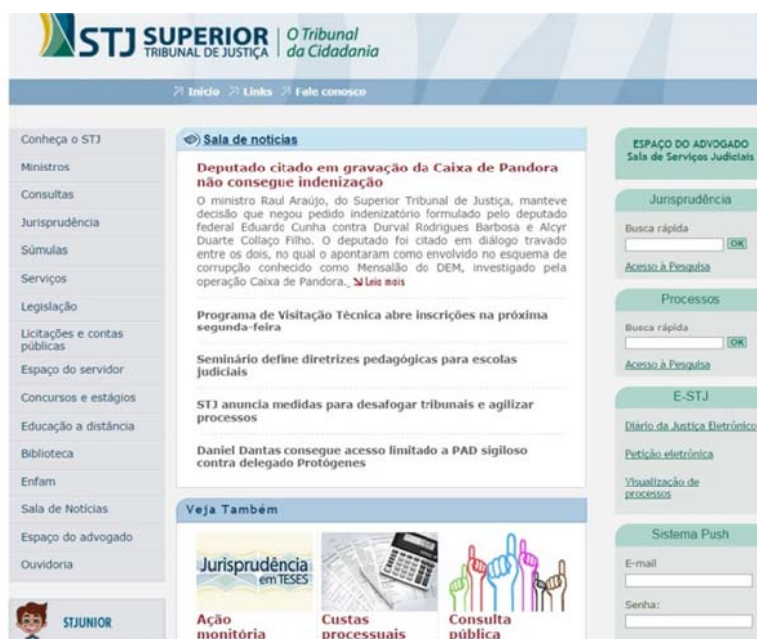 STJ SUPERIOR
TRIBUNAL DE JUSTIÇA
O Tribunal
da Cidadania
Início Links Fale conosco
Conheça o STJ
Ministros
Consultas
Jurisprudência
Súmulas
Serviços
Legislação
Licitações e contas
públicas
Espaço do servidor
Concursos e estágios
Educação a distância
Biblioteca
Enfam
Sala de Notícias
Espaço do advogado
Ouvidoria
STJUNIOR
Sala de notícias
Deputado citado em gravação da Caixa de Pandora
não consegue indenização
O ministro Raul Araújo, do Superior Tribunal de Justiça, manteve
decisão que negou pedido indenizatório formulado pelo deputado
federal Eduardo Cunha contra Durval Rodrigues Barbosa e Alcyr
Duarte Collaço Filho. O deputado foi citado em diálogo travado
entre os dois, no qual o apontaram como envolvido no esquema de
corrupção conhecido como Mensalão do DEM, investigado pela
operação Caixa de Pandora. Leia mais
Programa de Visitação Técnica abre inscrições na próxima
segunda-feira
Seminário define diretrizes pedagógicas para escolas
judiciais
STJ anuncia medidas para desafogar tribunais e agilizar
processos
Daniel Dantas consegue acesso limitado a PAD sigiloso
contra delegado Protógenes
Veja Também
Jurisprudência
em TESES
Ação
monitória
Custas
processuais
Consulta
pública
ESPAÇO DO ADVOGADO
Sala de Serviços Judiciais
Jurisprudência
Busca rápida
OK
Acesso à Pesquisa
Processos
Busca rápida
OK
Acesso à Pesquisa
E-STJ
Diário da Justiça Eletrônico
Petição eletrônica
Visualização de
processos
Sistema Push
E-mail
Senha: